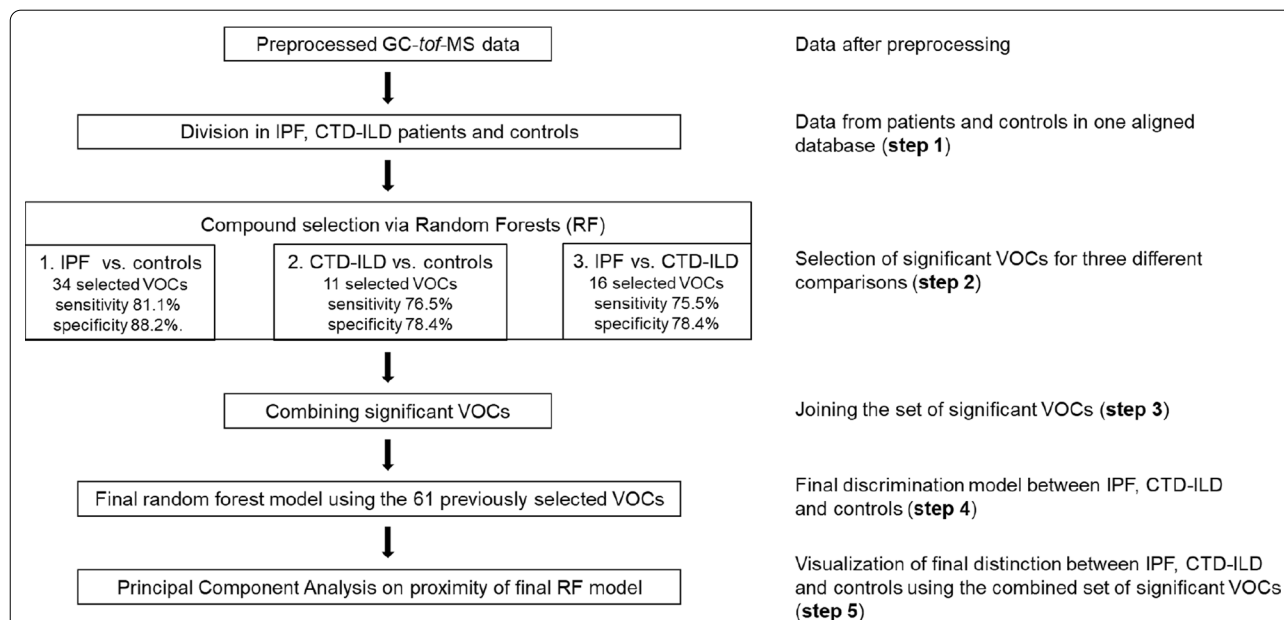 Preprocessed GC-tof-MS data
Data after preprocessing
Division in IPF, CTD-ILD patients and controls
Data from patients and controls in one aligned
database (step 1)
Compound selection via Random Forests (RF)
1. IPF vs. controls
34 selected VOCs
sensitivity 81.1%
specificity 88.2%.
2. CTD-ILD vs. controls
11 selected VOCs
sensitivity 76.5%
specificity 78.4%
3. IPF vs. CTD-ILD
16 selected VOCs
sensitivity 75.5%
specificity 78.4%
Selection of significant VOCs for three different
comparisons (step 2)
Combining significant VOCs
Joining the set of significant VOCs (step 3)
Final random forest model using the 61 previously selected VOCs
Final discrimination model between IPF, CTD-ILD
and controls (step 4)
Principal Component Analysis on proximity of final RF model
Visualization of final distinction between IPF, CTD-ILD
and controls using the combined set of significant VOCs
(step 5)